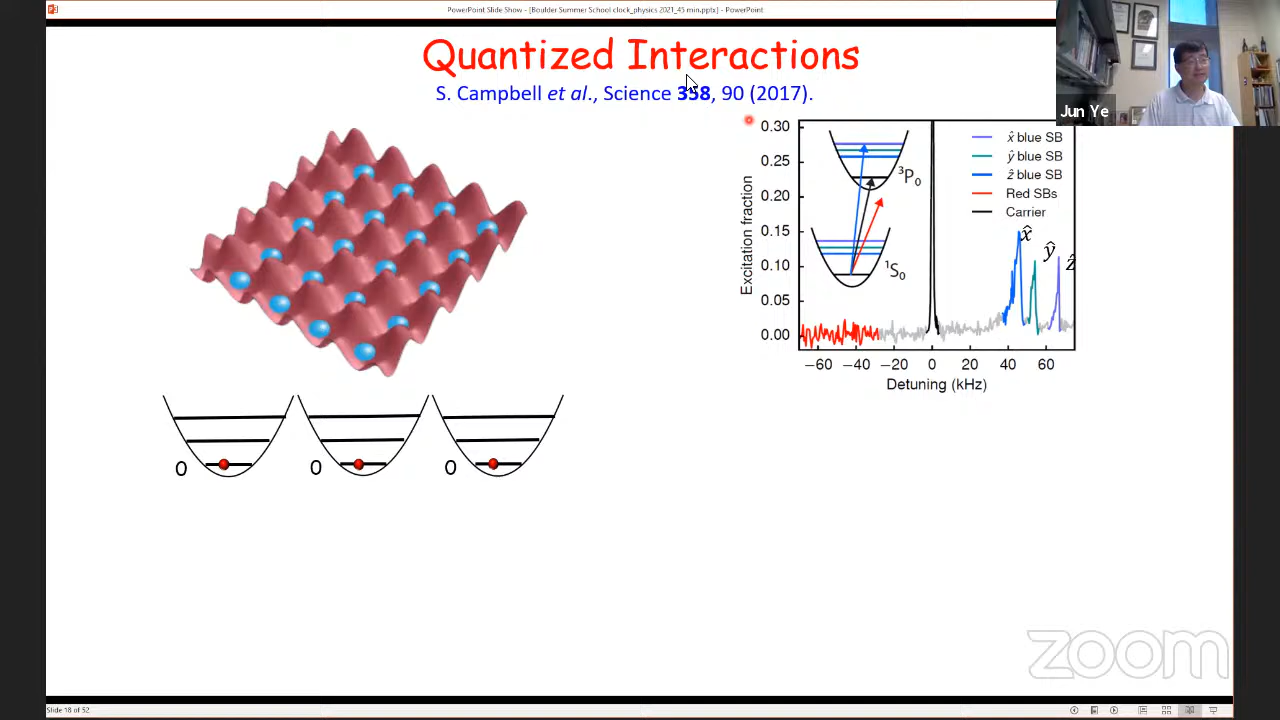 PowerPoint Slide Show - [Boulder Summer School clock_physics 2021_45 min.pptx] - PowerPoint
Quantized Interactions
S. Campbell et al., Science 358, 90 (2017).
Jun Ye
0.30
0.25
0.20
0.15
0.10
0.05
0.00
Excitation fraction
³P₀
¹S₀
x̂ blue SB
ŷ blue SB
ẑ blue SB
Red SBs
Carrier
x̂
ŷ
ẑ
−60 −40 −20 0 20 40 60
Detuning (kHz)
0 0 0
zoom
Slide 18 of 52